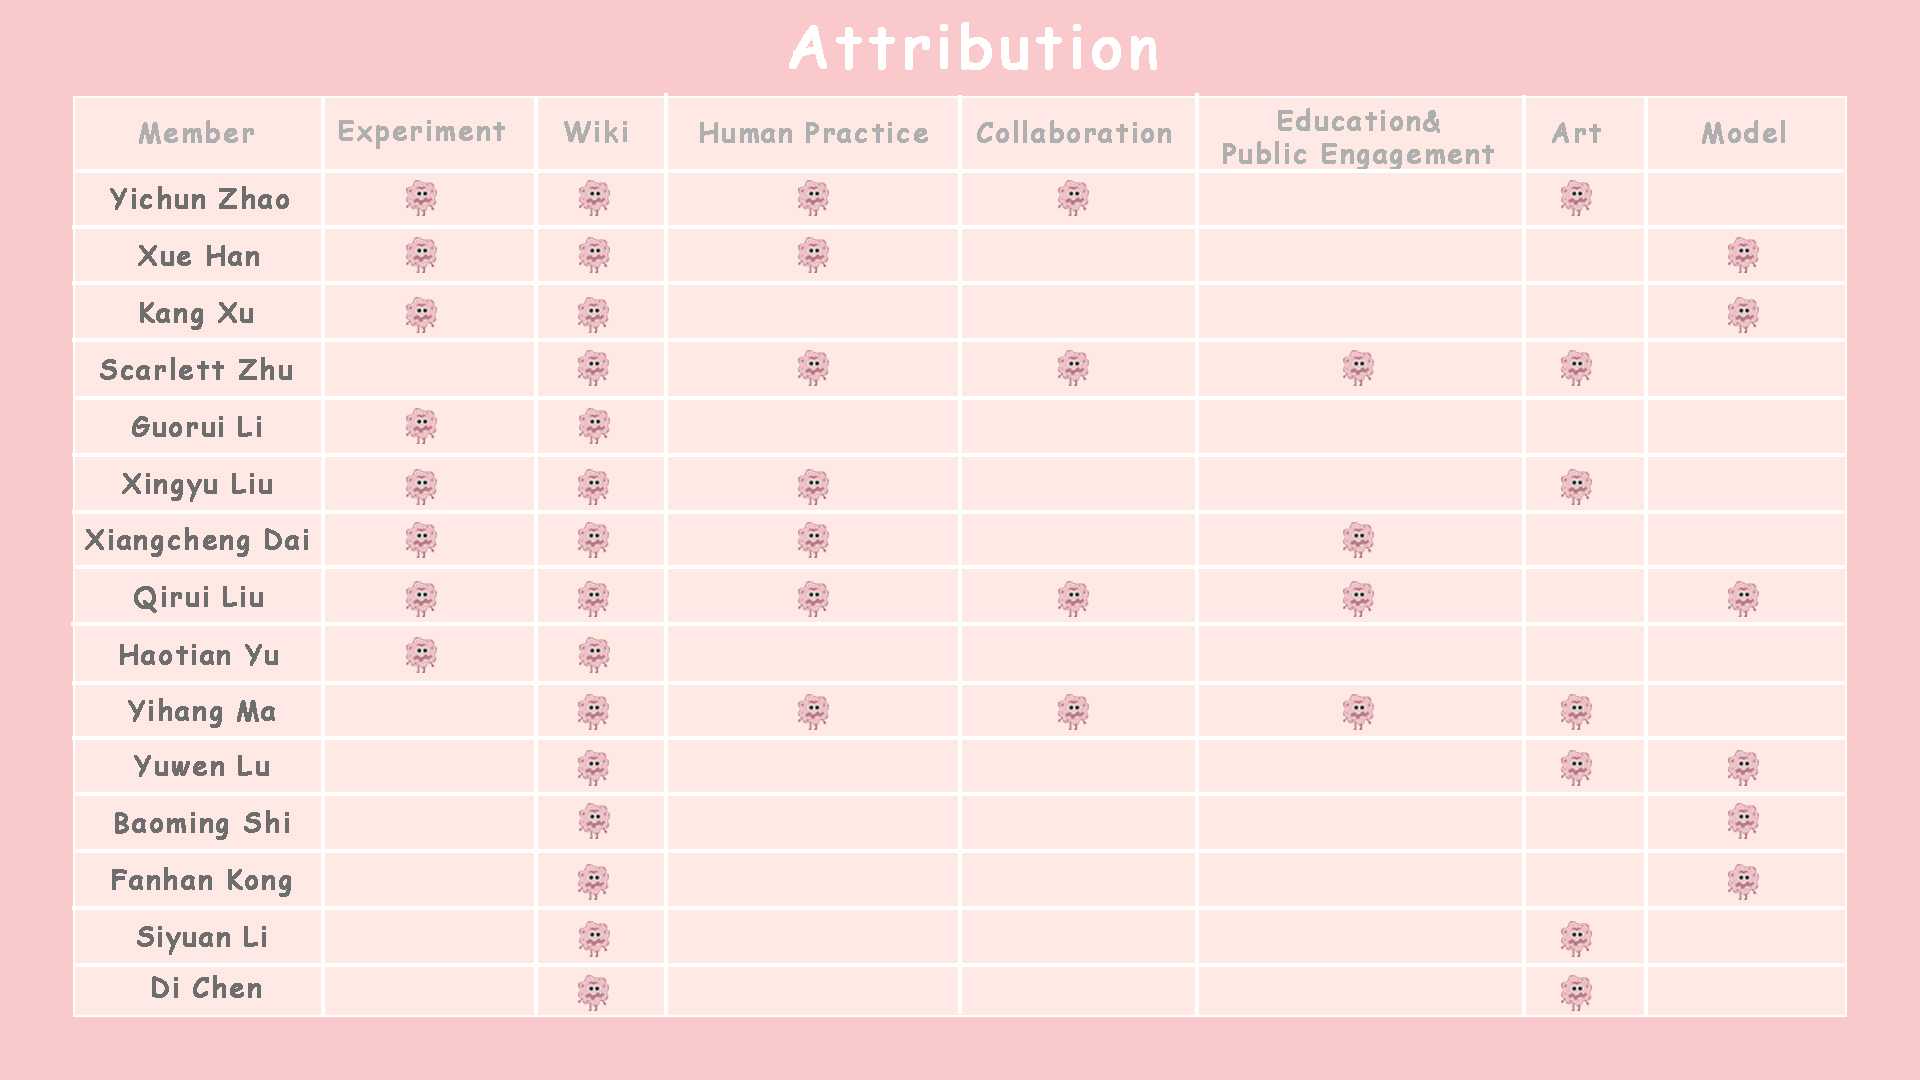 Attribution
Member Experiment Wiki Human Practice Collaboration Education& Public Engagement Art Model
Yichun Zhao
Xue Han
Kang Xu
Scarlett Zhu
Guorui Li
Xingyu Liu
Xiangcheng Dai
Qirui Liu
Haotian Yu
Yihang Ma
Yuwen Lu
Baoming Shi
Fanhan Kong
Siyuan Li
Di Chen